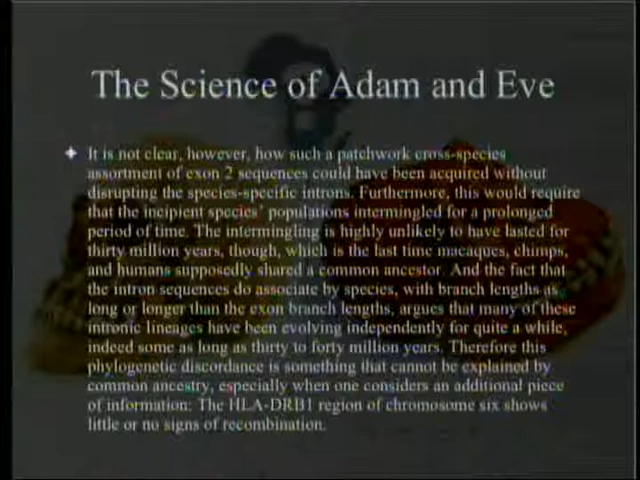 The Science of Adam and Eve
It is not clear, however, how such a patchwork cross-species
assortment of exon 2 sequences could have been acquired without
disrupting the species-specific introns. Furthermore, this would require
that the incipient species' populations intermingled for a prolonged
period of time. The intermingling is highly unlikely to have lasted for
thirty million years, though, which is the last time macaques, chimps,
and humans supposedly shared a common ancestor. And the fact that
the intron sequences do associate by species, with branch lengths as
long or longer than the exon branch lengths, argues that many of these
intronic lineages have been evolving independently for quite a while,
indeed some as long as thirty to forty million years. Therefore this
phylogenetic discordance is something that cannot be explained by
common ancestry, especially when one considers an additional piece
of information: The HLA-DRB1 region of chromosome six shows
little or no signs of recombination.